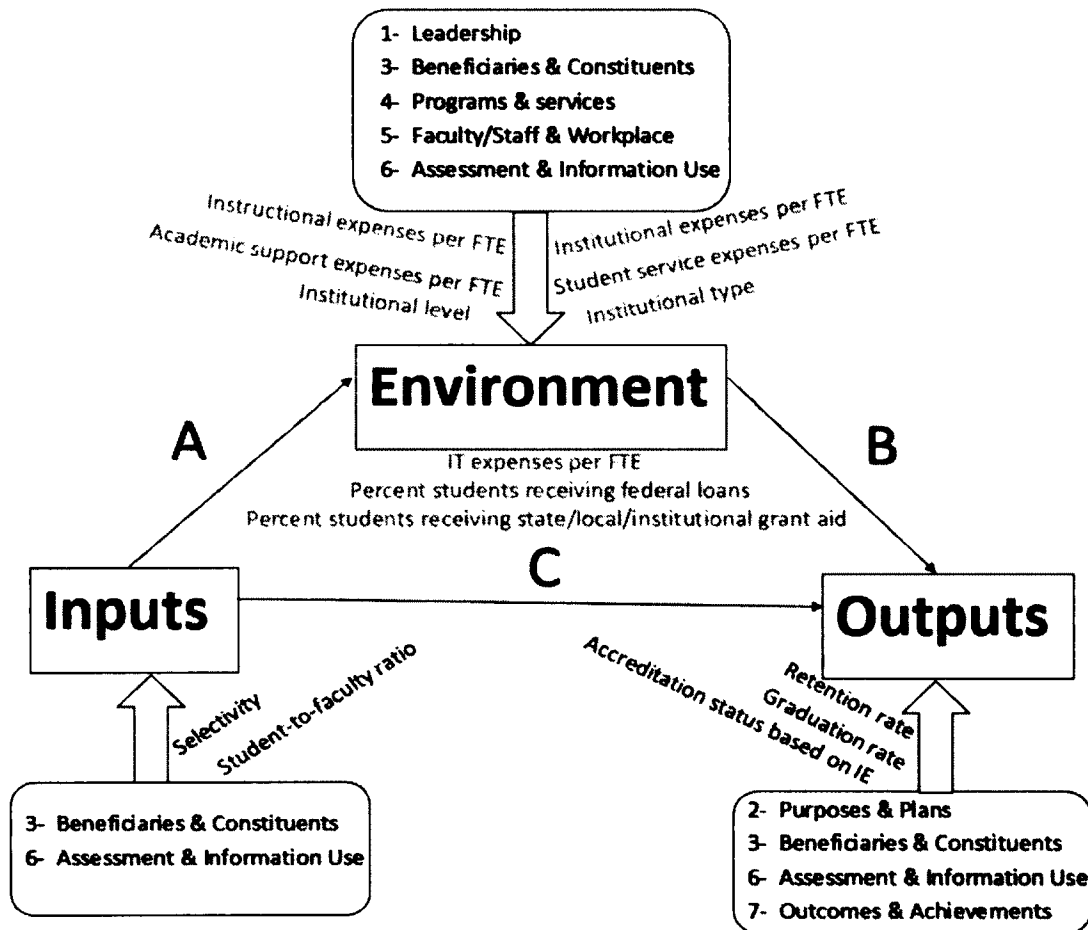 1- Leadership
3- Beneficiaries & Constituents
4- Programs & services
5- Faculty/Staff & Workplace
6- Assessment & Information Use
Instructional expenses per FTE
Academic support expenses per FTE
Institutional level
Institutional expenses per FTE
Student service expenses per FTE
Institutional type
Environment
A
B
IT expenses per FTE
Percent students receiving federal loans
Percent students receiving state/local/institutional grant aid
C
Inputs
Outputs
Selectivity
Student-to-faculty ratio
Retention rate
Graduation rate
Accreditation status based on IE
3- Beneficiaries & Constituents
6- Assessment & Information Use
2- Purposes & Plans
3- Beneficiaries & Constituents
6- Assessment & Information Use
7- Outcomes & Achievements